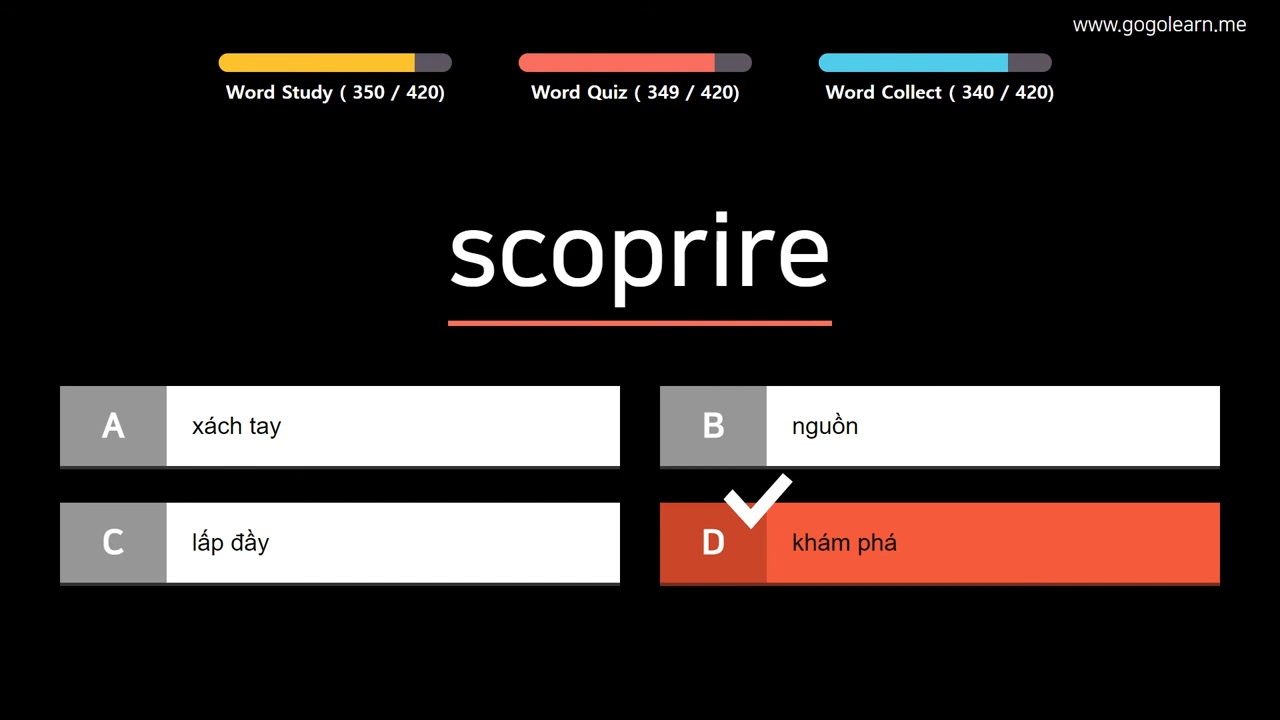 www.gogolearn.me
Word Study ( 350 / 420)
Word Quiz ( 349 / 420)
Word Collect ( 340 / 420)
scoprire
A xách tay
B nguồn
C lấp đầy
D khám phá